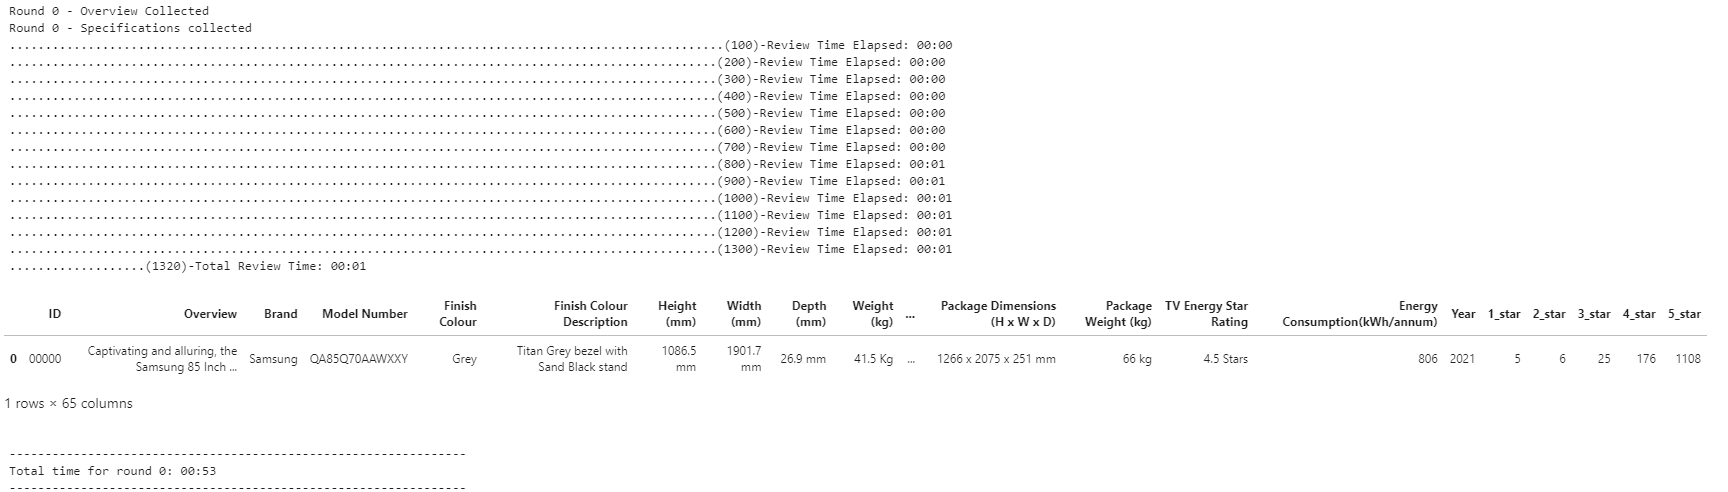 Round 0 - Overview Collected
Round 0 - Specifications collected
....................................................................................................(100)-Review Time Elapsed: 00:00
...................................................................................................(200)-Review Time Elapsed: 00:00
...................................................................................................(300)-Review Time Elapsed: 00:00
...................................................................................................(400)-Review Time Elapsed: 00:00
...................................................................................................(500)-Review Time Elapsed: 00:00
...................................................................................................(600)-Review Time Elapsed: 00:00
...................................................................................................(700)-Review Time Elapsed: 00:00
...................................................................................................(800)-Review Time Elapsed: 00:01
...................................................................................................(900)-Review Time Elapsed: 00:01
...................................................................................................(1000)-Review Time Elapsed: 00:01
...................................................................................................(1100)-Review Time Elapsed: 00:01
...................................................................................................(1200)-Review Time Elapsed: 00:01
...................................................................................................(1300)-Review Time Elapsed: 00:01
...................(1320)-Total Review Time: 00:01
ID Overview Brand Model Number Finish Colour Finish Colour Description Height (mm) Width (mm) Depth (mm) Weight (kg) ... Package Dimensions (H x W x D) Package Weight (kg) TV Energy Star Rating Energy Consumption(kWh/annum) Year 1_star 2_star 3_star 4_star 5_star
0 00000 Captivating and alluring, the Samsung 85 Inch ... Samsung QA85Q70AAWXXY Grey Titan Grey bezel with Sand Black stand 1086.5 mm 1901.7 mm 26.9 mm 41.5 Kg ... 1266 x 2075 x 251 mm 66 kg 4.5 Stars 806 2021 5 6 25 176 1108
1 rows × 65 columns
----------------------------------------------------------------
Total time for round 0: 00:53
----------------------------------------------------------------